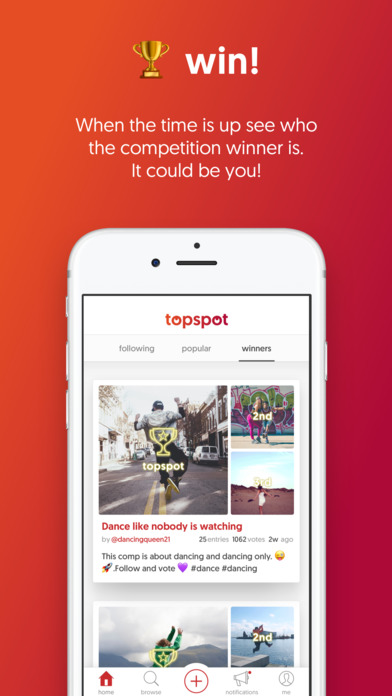 win!
When the time is up see who
the competition winner is.
It could be you!
topspot
following popular winners
topspot
2nd
3rd
Dance like nobody is watching
by @dancingqueen21 25 entries 1062 votes 2w ago
This comp is about dancing and dancing only. 😜
🚀.Follow and vote 💜 #dance #dancing
2nd
home browse notifications me